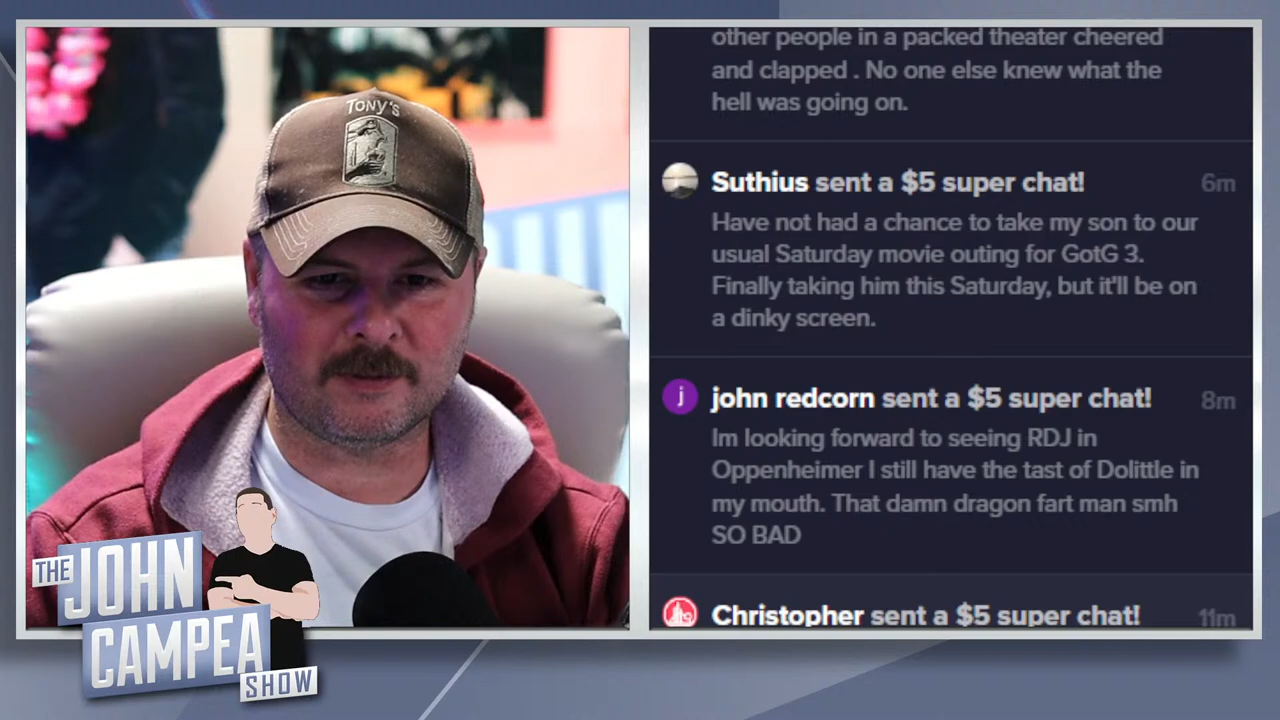 TONY'S
THE
JOHN
CAMPEA
SHOW
other people in a packed theater cheered
and clapped . No one else knew what the
hell was going on.
Suthius sent a $5 super chat!
6m
Have not had a chance to take my son to our
usual Saturday movie outing for GotG 3.
Finally taking him this Saturday, but it'll be on
a dinky screen.
j
john redcorn sent a $5 super chat!
8m
Im looking forward to seeing RDJ in
Oppenheimer I still have the tast of Dolittle in
my mouth. That damn dragon fart man smh
SO BAD
Christopher sent a $5 super chat!
11m